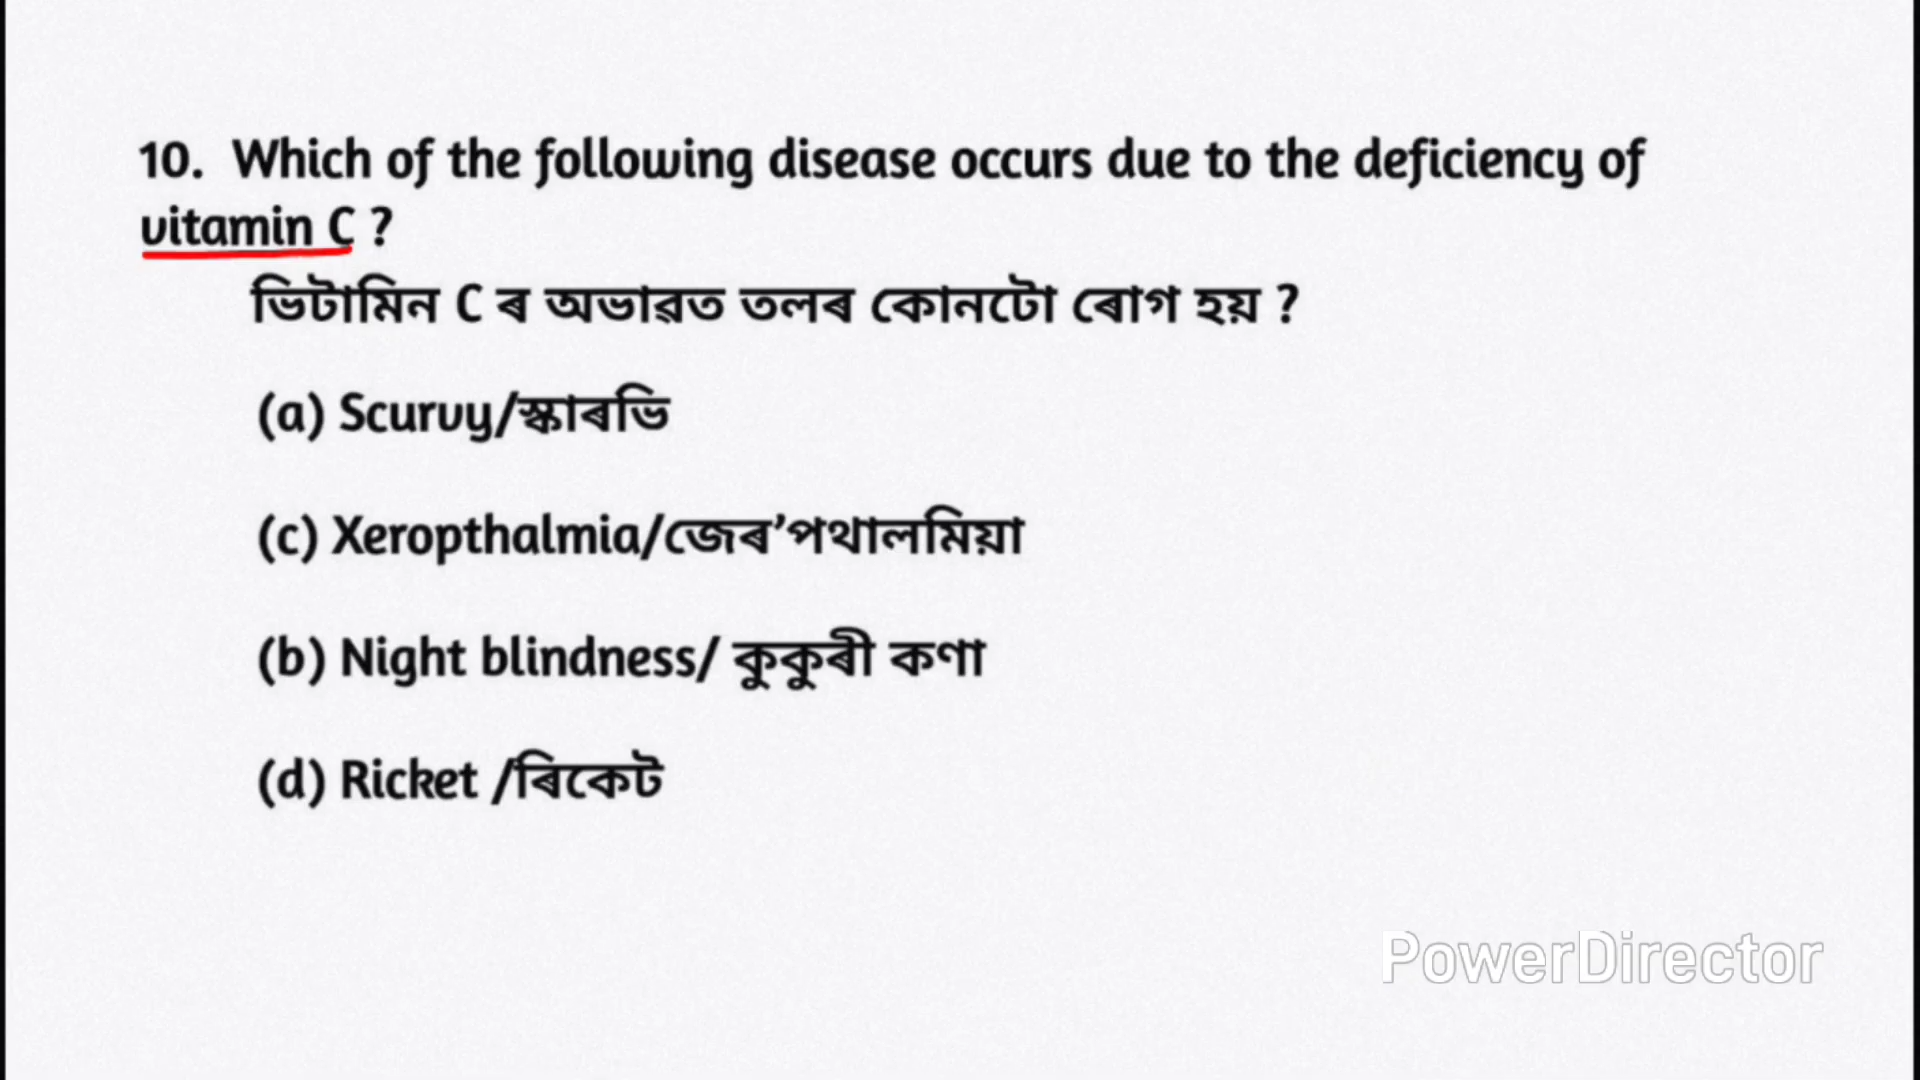 10. Which of the following disease occurs due to the deficiency of
vitamin C ?
ভিটামিন C ৰ অভাৱত তলৰ কোনটো ৰোগ হয় ?
(a) Scurvy/স্কাৰভি
(c) Xeropthalmia/জেৰ’পথালমিয়া
(b) Night blindness/ কুকুৰী কণা
(d) Ricket /ৰিকেট
PowerDirector